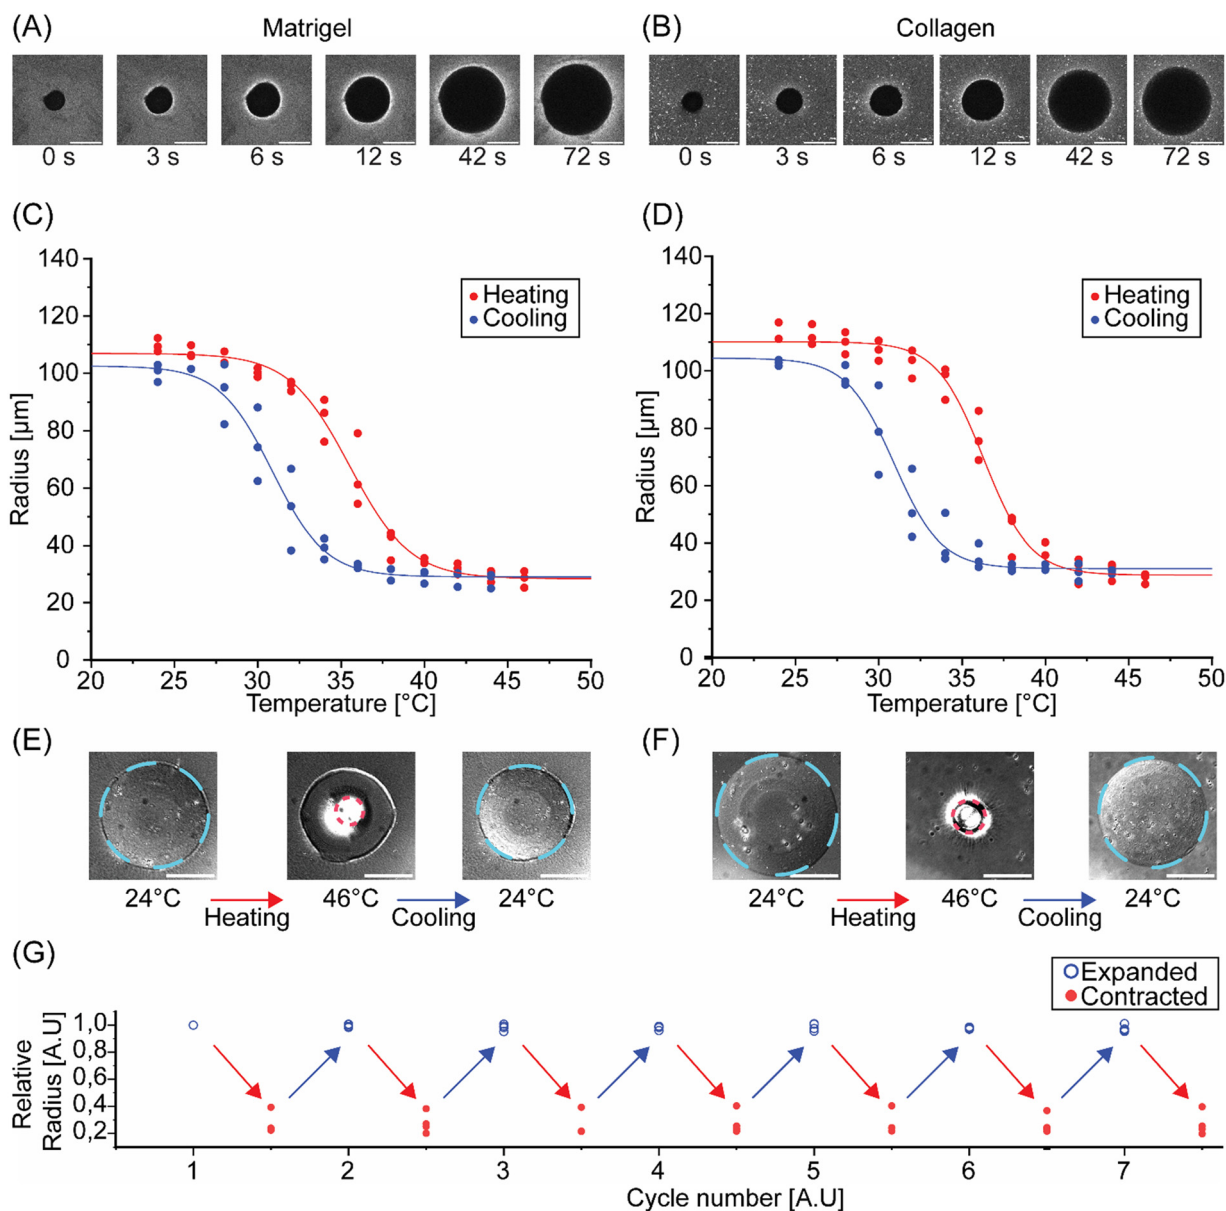 (A) Matrigel
0 s 3 s 6 s 12 s 42 s 72 s
(B) Collagen
0 s 3 s 6 s 12 s 42 s 72 s
(C)
Radius [µm]
140
120
100
80
60
40
20
0
20 25 30 35 40 45 50
Temperature [°C]
Heating
Cooling
(D)
Radius [µm]
140
120
100
80
60
40
20
0
20 25 30 35 40 45 50
Temperature [°C]
Heating
Cooling
(E)
24°C 46°C 24°C
Heating Cooling
(F)
24°C 46°C 24°C
Heating Cooling
(G)
Expanded
Contracted
Relative
Radius [A.U]
1,0
0,8
0,6
0,4
0,2
1 2 3 4 5 6 7
Cycle number [A.U]